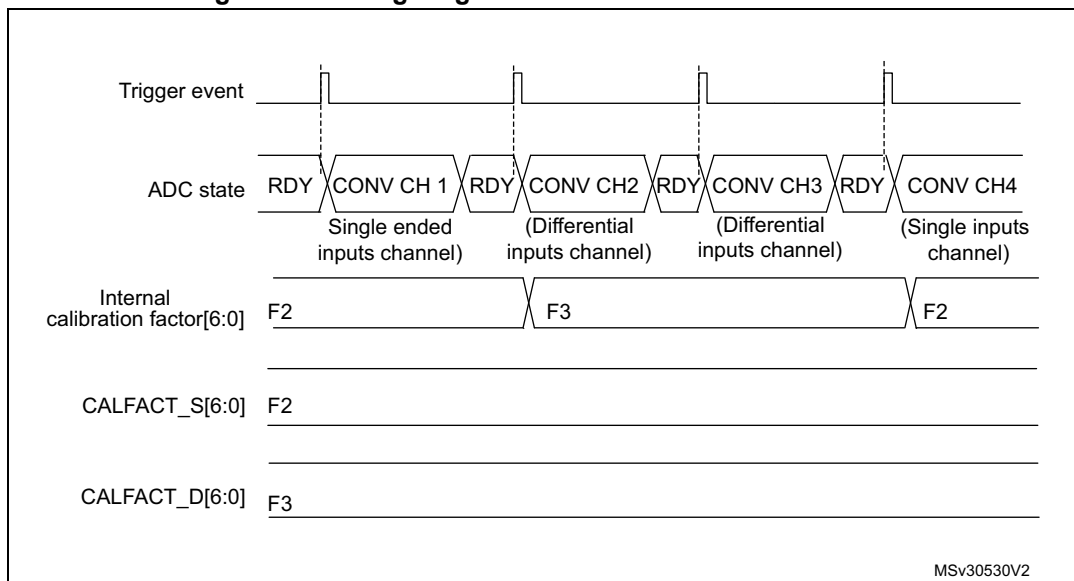 Trigger event
ADC state
RDY
CONV CH 1
RDY
CONV CH2
RDY
CONV CH3
RDY
CONV CH4
Single ended
inputs channel)
(Differential
inputs channel)
(Differential
inputs channel)
(Single inputs
channel)
Internal
calibration factor[6:0]
F2
F3
F2
CALFACT_S[6:0]
F2
CALFACT_D[6:0]
F3
MSv30530V2